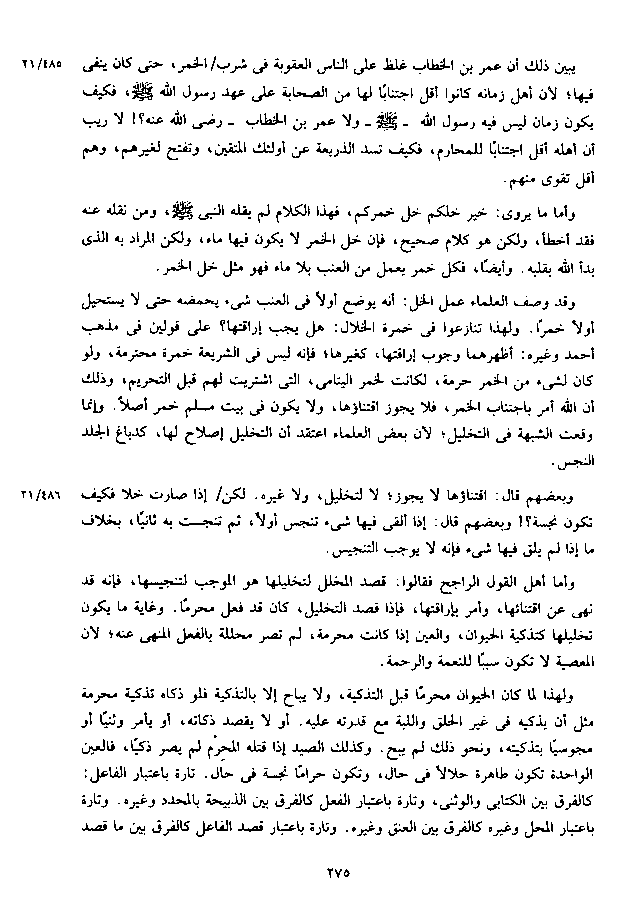 يبين ذلك أن عمر بن الخطاب غلظ على الناس العقوبة فى شرب/ الخمر، حتى كان ينفى ٢١/٤٨٥
فيها؛ لأن أهل زمانه كانوا أقل اجتنابًا لها من الصحابة على عهد رسول الله ﷺ، فكيف
يكون زمان ليس فيه رسول الله ـ ﷺ ـ ولا عمر بن الخطاب ـ رضى الله عنه؟! لا ريب
أن أهله أقل اجتنابًا للمحارم، فكيف تسد الذريعة عن أولئك المتقين، وتفتح لغيرهم، وهم
أقل تقوى منهم.
وأما ما يروى: خير خلكم خل خمركم، فهذا الكلام لم يقله النبى ﷺ، ومن نقله عنه
فقد أخطأ، ولكن هو كلام صحيح، فإن خل الخمر لا يكون فيها ماء، ولكن المراد به الذى
بدأ الله بقلبه. وأيضًا، فكل خمر يعمل من العنب بلا ماء فهو مثل خل الخمر.
وقد وصف العلماء عمل الخل: أنه يوضع أولاً فى العنب شىء يحمضه حتى لا يستحيل
أولاً خمرًا. ولهذا تنازعوا فى خمرة الخلال: هل يجب إراقتها؟ على قولين فى مذهب
أحمد وغيره: أظهرهما وجوب إراقتها، كغيرها؛ فإنه ليس فى الشريعة خمرة محترمة، ولو
كان لشىء من الخمر حرمة، لكانت لخمر اليتامى، التى اشتريت لهم قبل التحريم، وذلك
أن الله أمر باجتناب الخمر، فلا يجوز اقتناؤها، ولا يكون فى بيت مسلم خمر أصلاً. وإنما
وقعت الشبهة فى التخليل؛ لأن بعض العلماء اعتقد أن التخليل إصلاح لها، كدباغ الجلد
النجس.
وبعضهم قال: اقتناؤها لا يجوز؛ لا لتخليل، ولا غيره. لكن/ إذا صارت خلا فكيف ٢١/٤٨٦
تكون نجسة؟! وبعضهم قال: إذا ألقى فيها شىء تنجس أولاً، ثم تنجست به ثانيًا، بخلاف
ما إذا لم يلق فيها شىء فإنه لا يوجب التنجيس.
وأما أهل القول الراجح فقالوا: قصد المخلل لتخليلها هو الموجب لتنجيسها، فإنه قد
نهى عن اقتنائها، وأمر بإراقتها، فإذا قصد التخليل، كان قد فعل محرمًا. وغاية ما يكون
تخليلها كتذكية الحيوان، والعين إذا كانت محرمة، لم تصر محللة بالفعل المنهى عنه؛ لأن
المعصية لا تكون سببًا للنعمة والرحمة.
ولهذا لما كان الحيوان محرمًا قبل التذكية، ولا يباح إلا بالتذكية فلو ذكاه تذكية محرمة
مثل أن يذكيه فى غير الحلق واللبة مع قدرته عليه. أو لا يقصد ذكاته، أو يأمر وثنيًا أو
مجوسيًا بتذكيته، ونحو ذلك لم يبح. وكذلك الصيد إذا قتله المحرِم لم يصر ذكيًا، فالعين
الواحدة تكون طاهرة حلالاً فى حال، وتكون حرامًا نجسة فى حال. تارة باعتبار الفاعل:
كالفرق بين الكتابى والوثنى، وتارة باعتبار الفعل كالفرق بين الذبيحة بالمحدد وغيره. وتارة
باعتبار المحل وغيره كالفرق بين العنق وغيره. وتارة باعتبار قصد الفاعل كالفرق بين ما قصد
٢٧٥